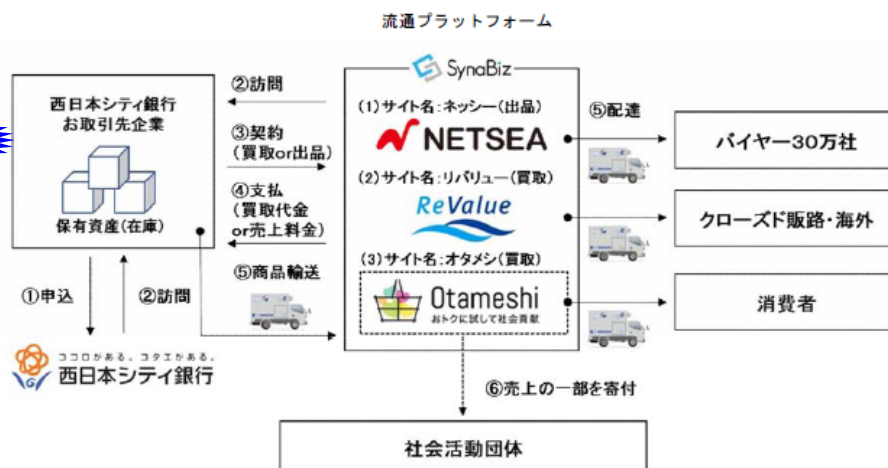 流通プラットフォーム
SynaBiz
西日本シティ銀行
お取引先企業
保有資産(在庫)
②訪問
③契約
(買取or出品)
④支払
(買取代金
or売上料金)
⑤商品輸送
①申込
②訪問
ココロがある。コタエがある。
西日本シティ銀行
(1)サイト名:ネッシー(出品)
NETSEA
(2)サイト名:リバリュー(買取)
ReValue
(3)サイト名:オタメシ(買取)
Otameshi
おトクに試して社会貢献
⑤配達
バイヤー30万社
クローズド販路・海外
消費者
⑥売上の一部を寄付
社会活動団体